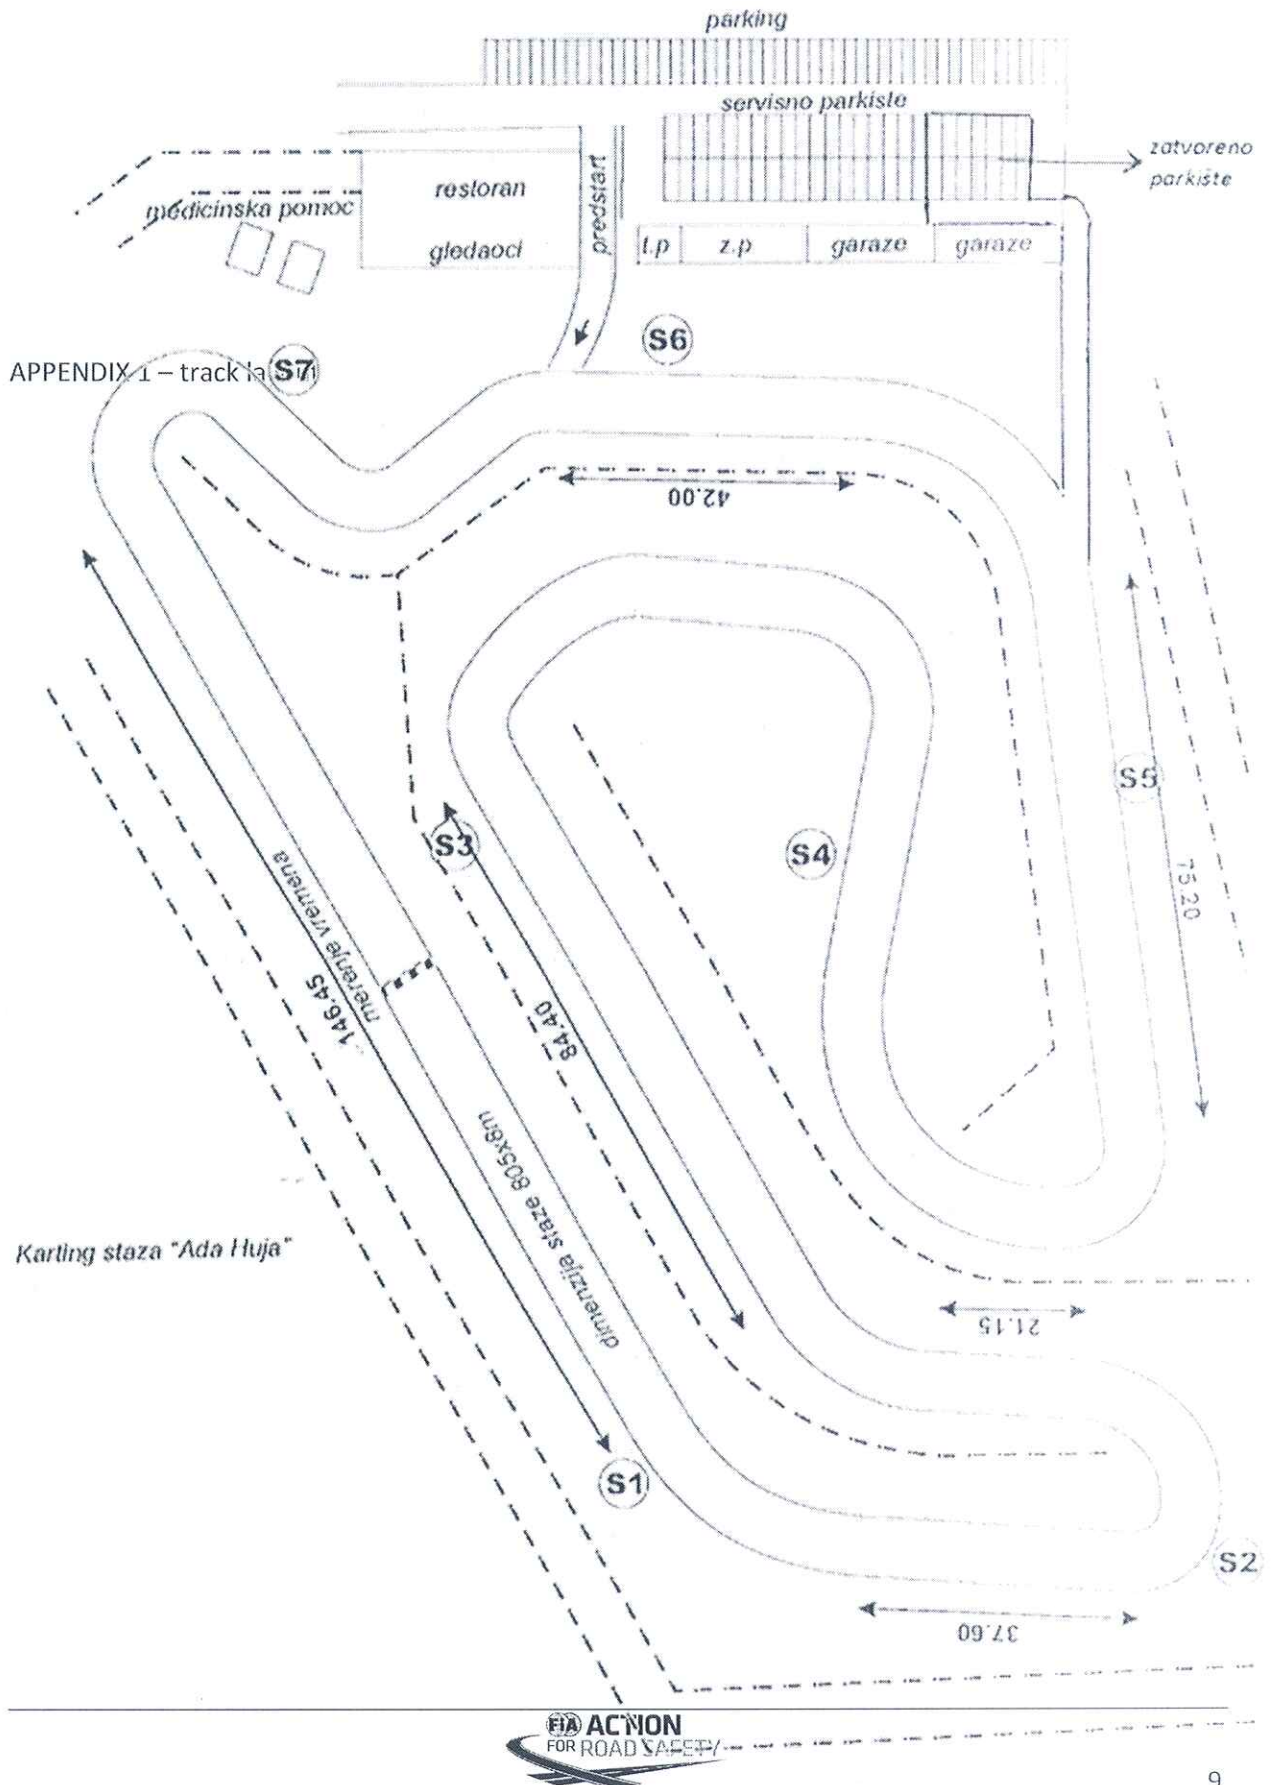 parking
servisno parkiste
zatvoreno
parkište
restoran
predstart
medicinska pomoc
gledaoci
t.p
z.p
garaze
garaze
S6
APPENDIX 1 – track la
S7
42.00
S5
S3
S4
75.20
merenje vremena
146.45
84.40
dimenzija staze 805x8m
Karting staza "Ada Huja"
21.15
S1
S2
37.60
FIA ACTION
FOR ROAD SAFETY
9